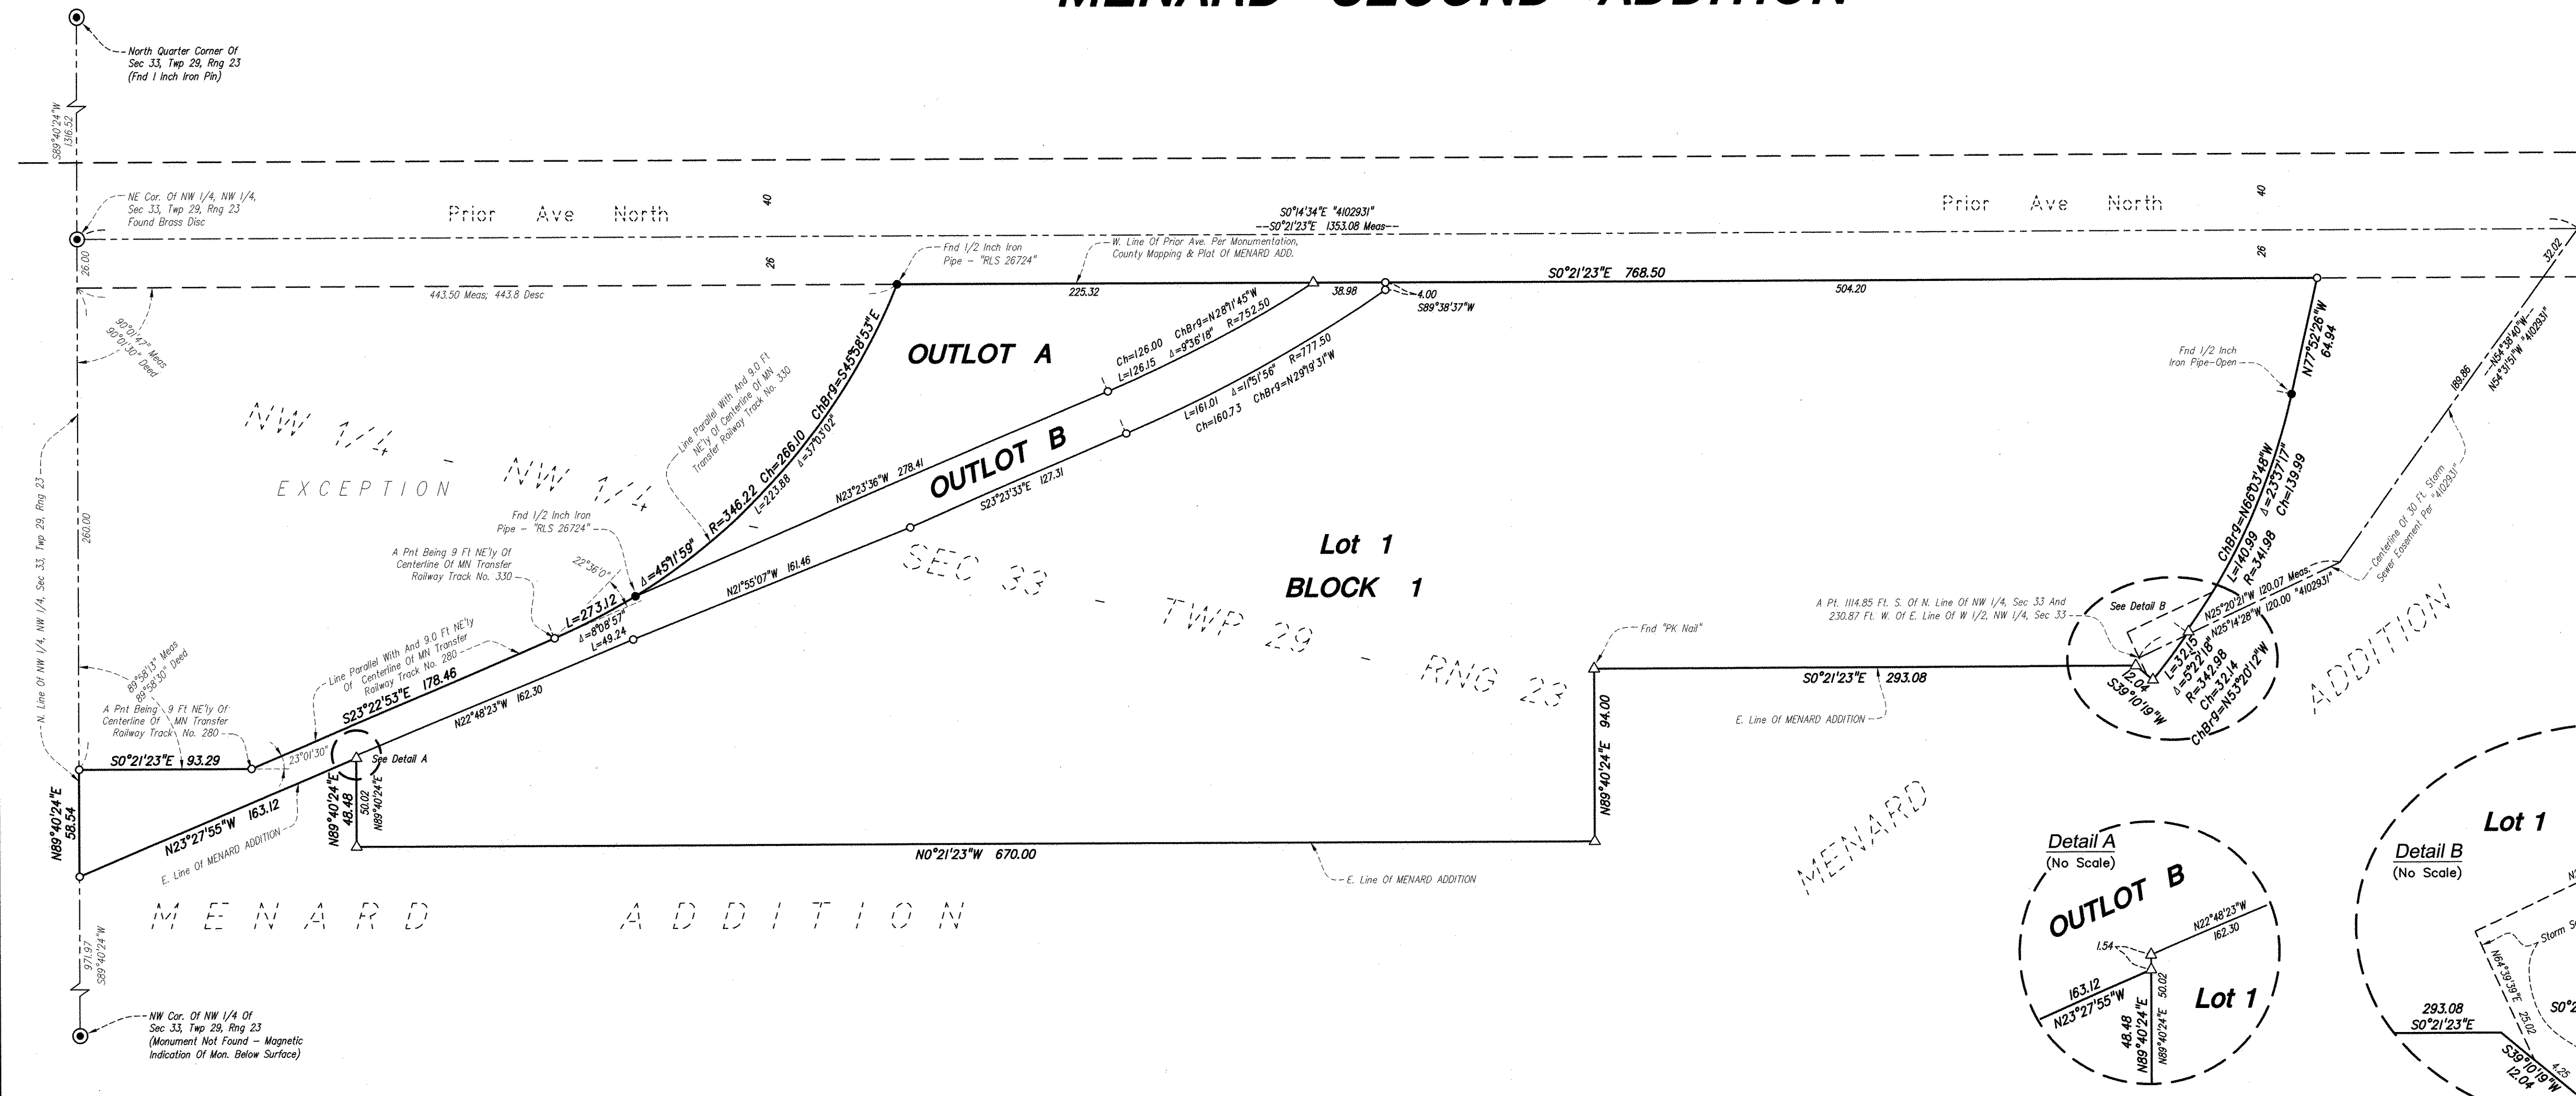 MENARD SECOND ADDITION
North Quarter Corner Of
Sec 33, Twp 29, Rng 23
(Fnd 1 Inch Iron Pin)
S89°40'24"W
1316.52
NE Cor. Of NW 1/4, NW 1/4,
Sec 33, Twp 29, Rng 23
Found Brass Disc
Prior Ave North
40
26
S0°14'34"E "4102931"
---S0°21'23"E 1353.08 Meas---
Prior Ave North
40
26
26.00
443.50 Meas; 443.8 Desc
90°01'47" Meas
90°01'30" Deed
Fnd 1/2 Inch Iron
Pipe - "RLS 26724"
W. Line Of Prior Ave. Per Monumentation,
County Mapping & Plat Of MENARD ADD.
225.32
38.98
4.00
S89°38'37"W
S0°21'23"E 768.50
504.20
32.02
N77°52'26"W
64.94
Fnd 1/2 Inch
Iron Pipe-Open
189.86
---N54°38'40"W---
N54°31'51"W "4102931"
Centerline Of 30 Ft. Storm
Sewer Easement Per "4102931"
OUTLOT A
Ch=126.00 ChBrg=N28°11'45"W
L=126.15 Δ=9°36'18" R=752.50
R=777.50
L=161.01 Δ=11°51'56"
Ch=160.73 ChBrg=N29°19'31"W
Line Parallel With And 9.0 Ft
NE'ly Of Centerline Of MN
Transfer Railway Track No. 330
Δ=45°11'59" R=346.22 Ch=266.10 ChBrg=S45°58'53"E
Δ=37°03'02"
L=223.88
NW 1/4 - NW 1/4
EXCEPTION
SEC 33 - TWP 29 - RNG 23
OUTLOT B
N23°23'36"W 278.41
S23°23'33"E 127.31
N21°55'07"W 161.46
Fnd 1/2 Inch Iron
Pipe - "RLS 26724"
A Pnt Being 9 Ft NE'ly Of
Centerline Of MN Transfer
Railway Track No. 330
22°36'0"
L=273.12
Δ=8°08'57"
L=49.24
Line Parallel With And 9.0 Ft NE'ly
Of Centerline Of MN Transfer
Railway Track No. 280
S23°22'53"E 178.46
N22°48'23"W 162.30
N. Line Of NW 1/4, NW 1/4, Sec 33, Twp 29, Rng 23
260.00
89°58'13" Meas
89°58'30" Deed
A Pnt Being 9 Ft NE'ly Of
Centerline Of MN Transfer
Railway Track No. 280
S0°21'23"E 93.29
23°01'30"
See Detail A
N89°40'24"E
58.54
N23°27'55"W 163.12
E. Line Of MENARD ADDITION
N89°40'24"E
48.48
50.02
N89°40'24"E
Lot 1
BLOCK 1
Fnd "PK Nail"
N89°40'24"E 94.00
N0°21'23"W 670.00
E. Line Of MENARD ADDITION
S0°21'23"E 293.08
E. Line Of MENARD ADDITION
A Pt. 1114.85 Ft. S. Of N. Line Of NW 1/4, Sec 33 And
230.87 Ft. W. Of E. Line Of W 1/2, NW 1/4, Sec 33
See Detail B
ChBrg=N66°03'48"W
L=140.99 Δ=23°37'17"
R=341.98 Ch=139.99
N25°20'21"W 120.07 Meas.
N25°14'28"W 120.00 "4102931"
12.04
S39°10'19"W
L=32.15
Δ=5°22'18"
R=342.98
Ch=32.14
ChBrg=N53°20'12"W
MENARD ADDITION
MENARD ADDITION
971.97
S89°40'24"W
NW Cor. Of NW 1/4 Of
Sec 33, Twp 29, Rng 23
(Monument Not Found - Magnetic
Indication Of Mon. Below Surface)
Detail A
(No Scale)
OUTLOT B
N22°48'23"W
162.30
1.54
163.12
N23°27'55"W
48.48
N89°40'24"E
N89°40'24"E 50.02
Lot 1
Detail B
(No Scale)
Lot 1
Storm
N64°39'39"E 25.02
293.08
S0°21'23"E
S39°10'19"W
12.04
4.25